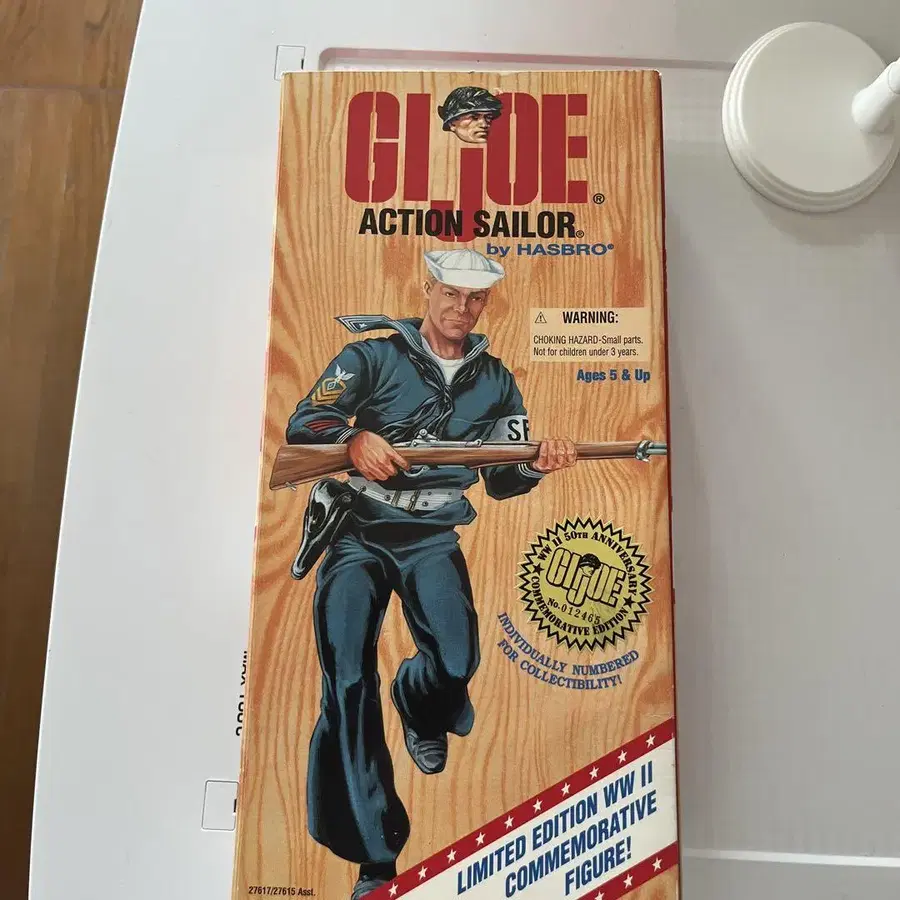 GI JOE®
ACTION SAILOR®
by HASBRO®
⚠ WARNING:
CHOKING HAZARD-Small parts.
Not for children under 3 years.
Ages 5 & Up
WW II 50TH ANNIVERSARY
GI JOE
No. 012465
COMMEMORATIVE EDITION
INDIVIDUALLY NUMBERED
FOR COLLECTIBILITY!
LIMITED EDITION WW II
COMMEMORATIVE
FIGURE!
27617/27615 Asst.